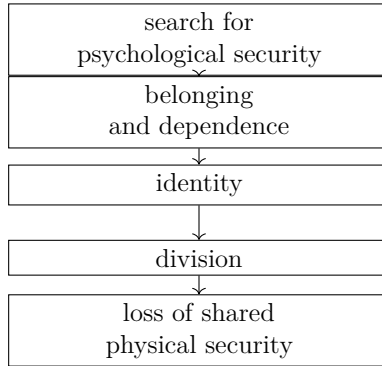 search for
psychological security
belonging
and dependence
identity
division
loss of shared
physical security